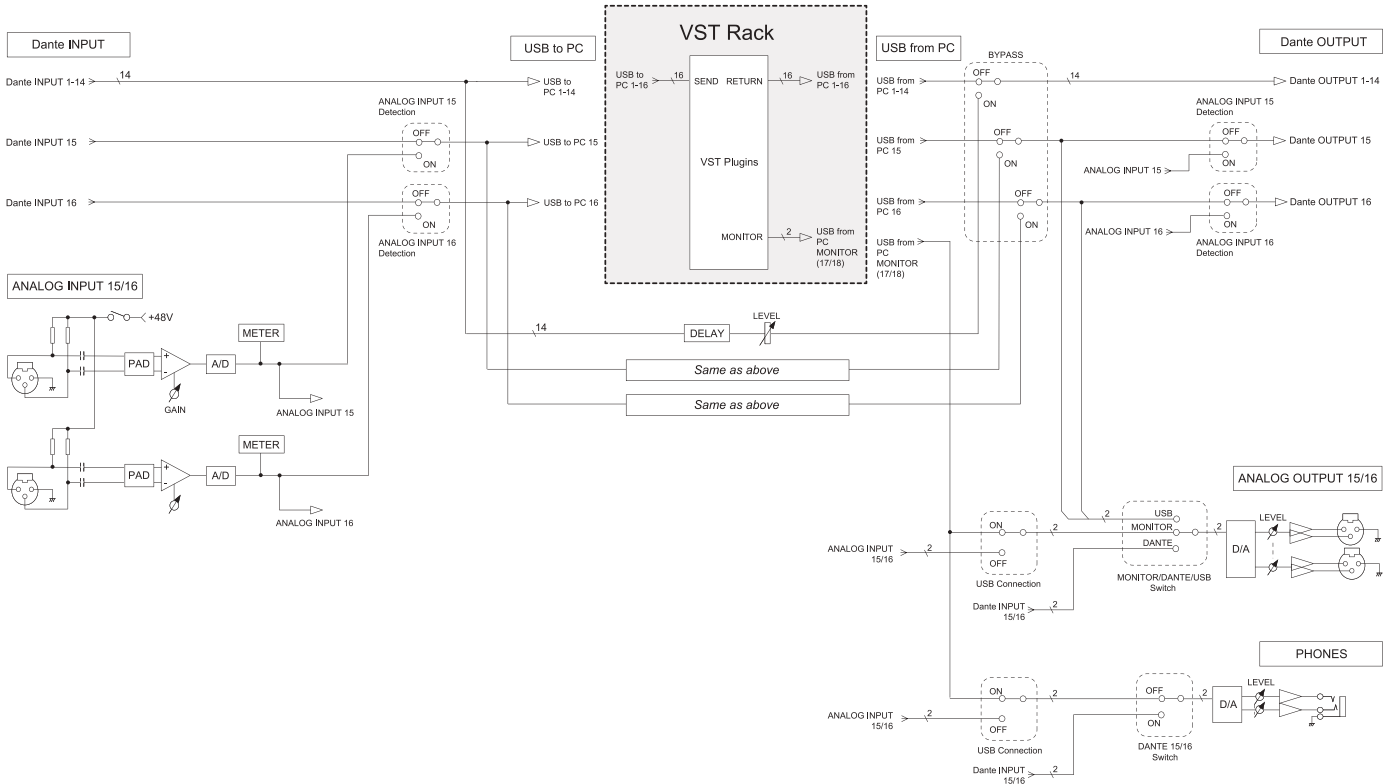 Dante INPUT
Dante INPUT 1-14
14
Dante INPUT 15
Dante INPUT 16
ANALOG INPUT 15
Detection
OFF
ON
OFF
ON
ANALOG INPUT 16
Detection
USB to PC
USB to
PC 1-14
USB to PC 15
USB to PC 16
VST Rack
USB to
PC 1-16
16
SEND
RETURN
16
USB from
PC 1-16
VST Plugins
MONITOR
2
USB from
PC
MONITOR
(17/18)
USB from PC
USB from
PC 1-14
USB from
PC 15
USB from
PC 16
USB from
PC
MONITOR
(17/18)
BYPASS
OFF
ON
OFF
ON
OFF
ON
14
Dante OUTPUT
Dante OUTPUT 1-14
ANALOG INPUT 15
Detection
OFF
ON
Dante OUTPUT 15
ANALOG INPUT 15
OFF
ON
Dante OUTPUT 16
ANALOG INPUT 16
ANALOG INPUT 16
Detection
14
DELAY
LEVEL
Same as above
Same as above
ANALOG INPUT 15/16
+48V
PAD
+
-
GAIN
A/D
METER
ANALOG INPUT 15
PAD
+
-
A/D
METER
ANALOG INPUT 16
ANALOG OUTPUT 15/16
ANALOG INPUT
15/16
2
ON
OFF
USB Connection
2
2
USB
MONITOR
DANTE
MONITOR/DANTE/USB
Switch
Dante INPUT
15/16
2
2
D/A
LEVEL
PHONES
ANALOG INPUT
15/16
2
ON
OFF
USB Connection
2
OFF
ON
DANTE 15/16
Switch
Dante INPUT
15/16
2
2
D/A
LEVEL